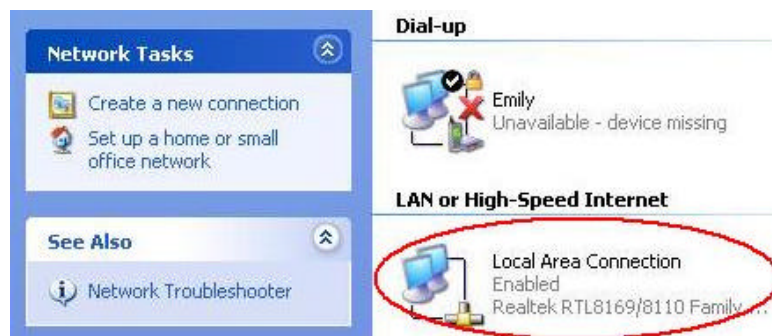 Network Tasks
Create a new connection
Set up a home or small
office network
See Also
Network Troubleshooter
Dial-up
Emily
Unavailable - device missing
LAN or High-Speed Internet
Local Area Connection
Enabled
Realtek RTL8169/8110 Family ...